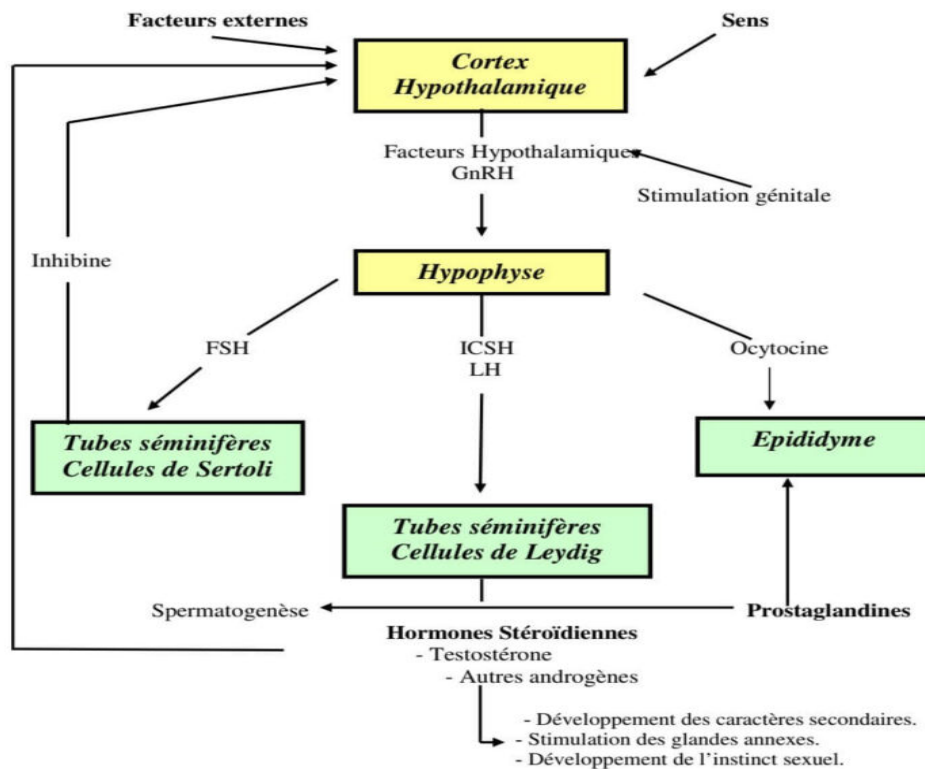 Facteurs externes
Sens
Cortex
Hypothalamique
Facteurs Hypothalamiques
GnRH
Stimulation génitale
Inhibine
Hypophyse
FSH
ICSH
LH
Ocytocine
Tubes séminifères
Cellules de Sertoli
Epididyme
Tubes séminifères
Cellules de Leydig
Spermatogenèse
Prostaglandines
Hormones Stéroïdiennes
- Testostérone
- Autres androgènes
- Développement des caractères secondaires.
- Stimulation des glandes annexes.
- Développement de l'instinct sexuel.